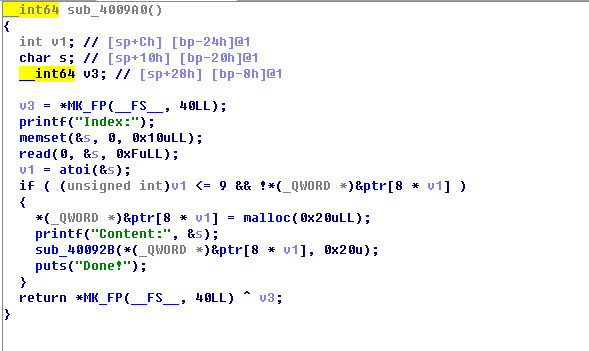 __int64 sub_4009A0()
{
  int v1; // [sp+Ch] [bp-24h]@1
  char s; // [sp+10h] [bp-20h]@1
  __int64 v3; // [sp+28h] [bp-8h]@1

  v3 = *MK_FP(__FS__, 40LL);
  printf("Index:");
  memset(&s, 0, 0x10uLL);
  read(0, &s, 0xFuLL);
  v1 = atoi(&s);
  if ( (unsigned int)v1 <= 9 && !*(_QWORD *)&ptr[8 * v1] )
  {
    *(_QWORD *)&ptr[8 * v1] = malloc(0x20uLL);
    printf("Content:", &s);
    sub_40092B(*(_QWORD *)&ptr[8 * v1], 0x20u);
    puts("Done!");
  }
  return *MK_FP(__FS__, 40LL) ^ v3;
}